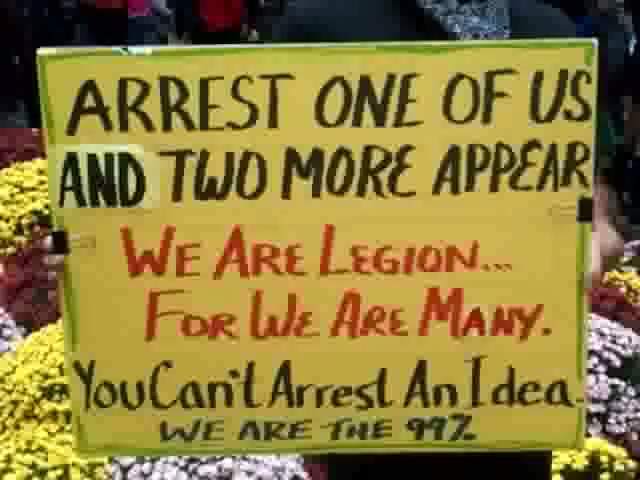 ARREST ONE OF US
AND TWO MORE APPEAR
WE ARE LEGION...
FOR WE ARE MANY.
You Can't Arrest An Idea.
WE ARE THE 99%